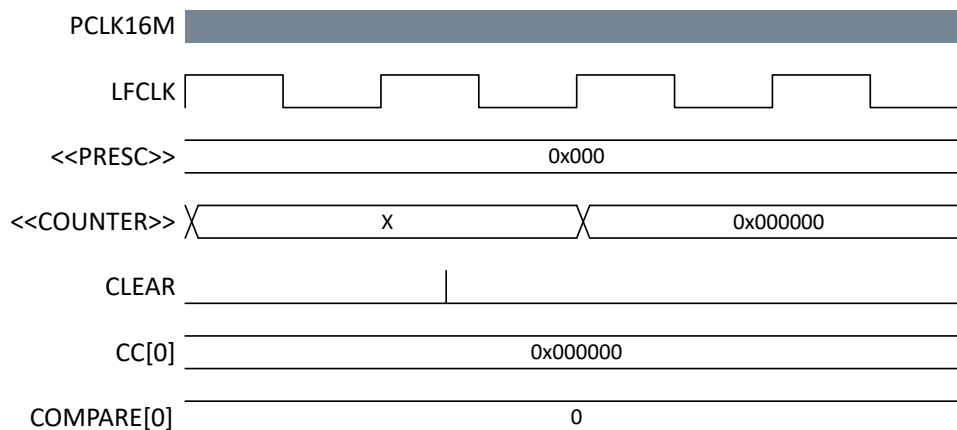 PCLK16M
LFCLK
<<PRESC>> 0x000
<<COUNTER>> X 0x000000
CLEAR
CC[0] 0x000000
COMPARE[0] 0